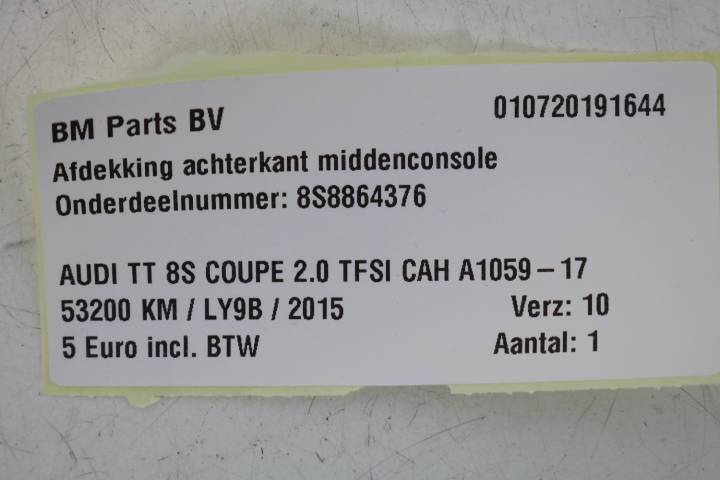 BM Parts BV 010720191644
Afdekking achterkant middenconsole
Onderdeelnummer: 8S8864376
AUDI TT 8S COUPE 2.0 TFSI CAH A1059 – 17
53200 KM / LY9B / 2015 Verz: 10
5 Euro incl. BTW Aantal: 1